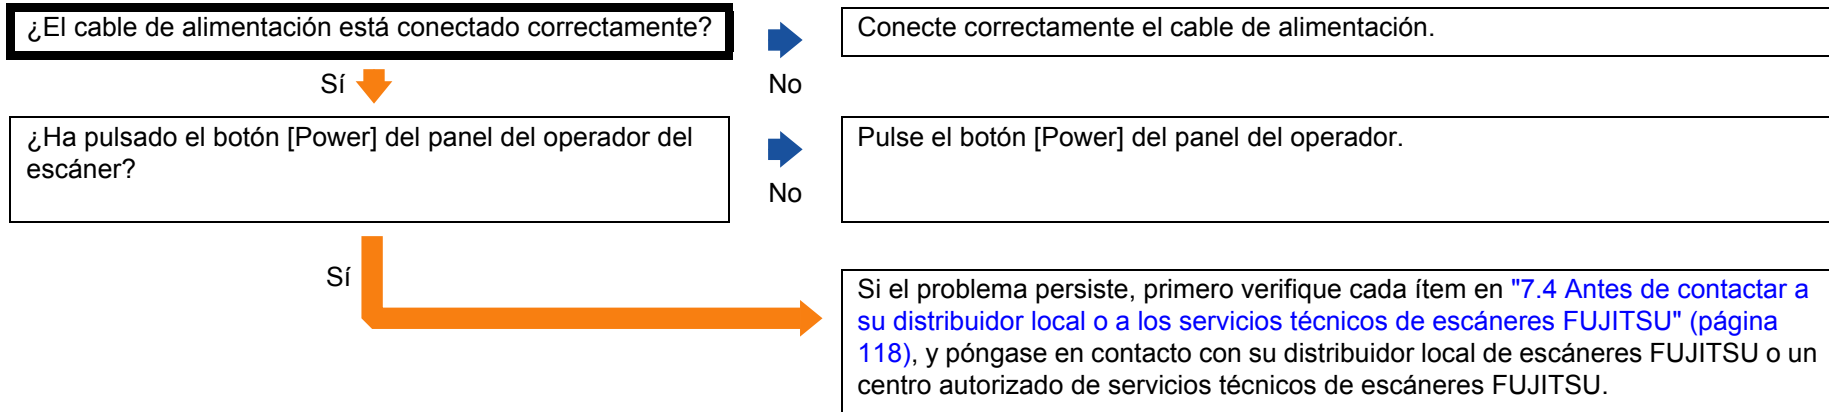 ¿El cable de alimentación está conectado correctamente?
Conecte correctamente el cable de alimentación.
Sí
No
¿Ha pulsado el botón [Power] del panel del operador del
escáner?
Pulse el botón [Power] del panel del operador.
No
Sí
Si el problema persiste, primero verifique cada ítem en "7.4 Antes de contactar a
su distribuidor local o a los servicios técnicos de escáneres FUJITSU" (página
118), y póngase en contacto con su distribuidor local de escáneres FUJITSU o un
centro autorizado de servicios técnicos de escáneres FUJITSU.